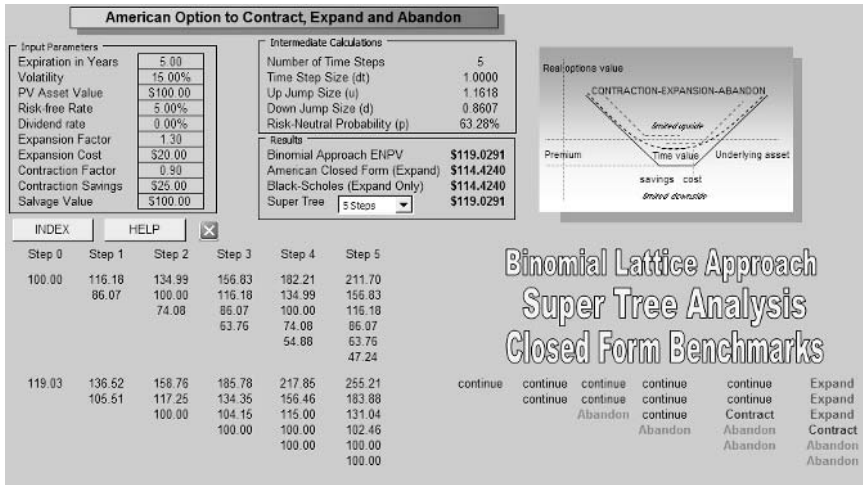 American Option to Contract, Expand and Abandon
Input Parameters
Expiration in Years 5.00
Volatility 15.00%
PV Asset Value $100.00
Risk-free Rate 5.00%
Dividend rate 0.00%
Expansion Factor 1.30
Expansion Cost $20.00
Contraction Factor 0.90
Contraction Savings $25.00
Salvage Value $100.00
Intermediate Calculations
Number of Time Steps 5
Time Step Size (dt) 1.0000
Up Jump Size (u) 1.1618
Down Jump Size (d) 0.8607
Risk-Neutral Probability (p) 63.28%
Results
Binomial Approach ENPV $119.0291
American Closed Form (Expand) $114.4240
Black-Scholes (Expand Only) $114.4240
Super Tree 5 Steps $119.0291
Real options value
CONTRACTION-EXPANSION-ABANDON
limited upside
Premium Time value Underlying asset
savings cost
limited downside
INDEX HELP
Step 0 Step 1 Step 2 Step 3 Step 4 Step 5
100.00 116.18 134.99 156.83 182.21 211.70
86.07 100.00 116.18 134.99 156.83
74.08 86.07 100.00 116.18
63.76 74.08 86.07
54.88 63.76
47.24
Binomial Lattice Approach
Super Tree Analysis
Closed Form Benchmarks
119.03 136.52 158.76 185.78 217.85 255.21 continue continue continue continue continue Expand
105.51 117.25 134.35 156.46 183.88 continue continue continue continue Expand
100.00 104.15 115.00 131.04 Abandon continue Contract Expand
100.00 100.00 102.46 Abandon Abandon Contract
100.00 100.00 Abandon Abandon
100.00 Abandon